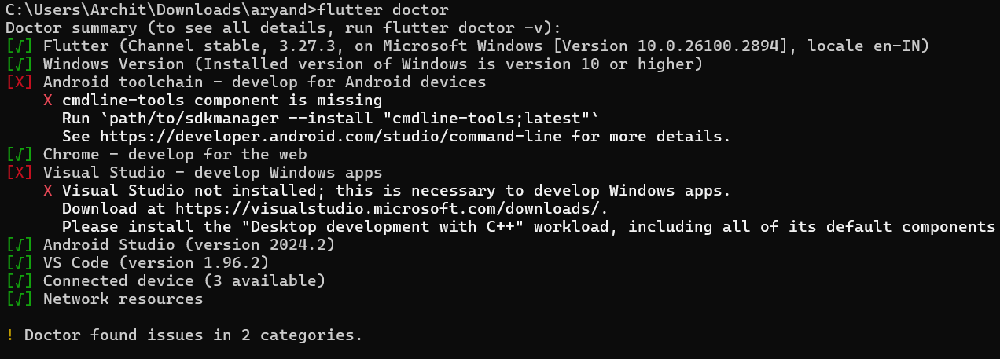 C:\Users\Archit\Downloads\aryand>flutter doctor
Doctor summary (to see all details, run flutter doctor -v):
[√] Flutter (Channel stable, 3.27.3, on Microsoft Windows [Version 10.0.26100.2894], locale en-IN)
[√] Windows Version (Installed version of Windows is version 10 or higher)
[X] Android toolchain - develop for Android devices
    X cmdline-tools component is missing
      Run `path/to/sdkmanager --install "cmdline-tools;latest"`
      See https://developer.android.com/studio/command-line for more details.
[√] Chrome - develop for the web
[X] Visual Studio - develop Windows apps
    X Visual Studio not installed; this is necessary to develop Windows apps.
      Download at https://visualstudio.microsoft.com/downloads/.
      Please install the "Desktop development with C++" workload, including all of its default components
[√] Android Studio (version 2024.2)
[√] VS Code (version 1.96.2)
[√] Connected device (3 available)
[√] Network resources
! Doctor found issues in 2 categories.